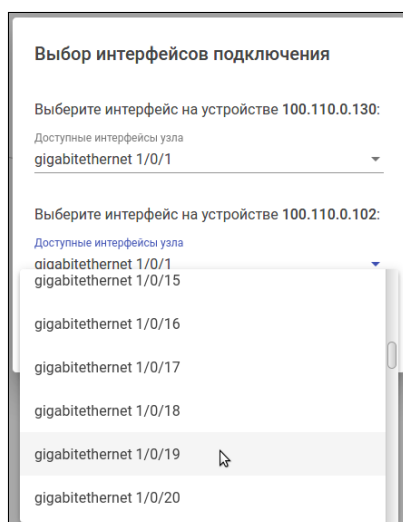 Выбор интерфейсов подключения
Выберите интерфейс на устройстве 100.110.0.130:
Доступные интерфейсы узла
gigabitethernet 1/0/1
Выберите интерфейс на устройстве 100.110.0.102:
Доступные интерфейсы узла
gigabitethernet 1/0/1
gigabitethernet 1/0/15
gigabitethernet 1/0/16
gigabitethernet 1/0/17
gigabitethernet 1/0/18
gigabitethernet 1/0/19
gigabitethernet 1/0/20